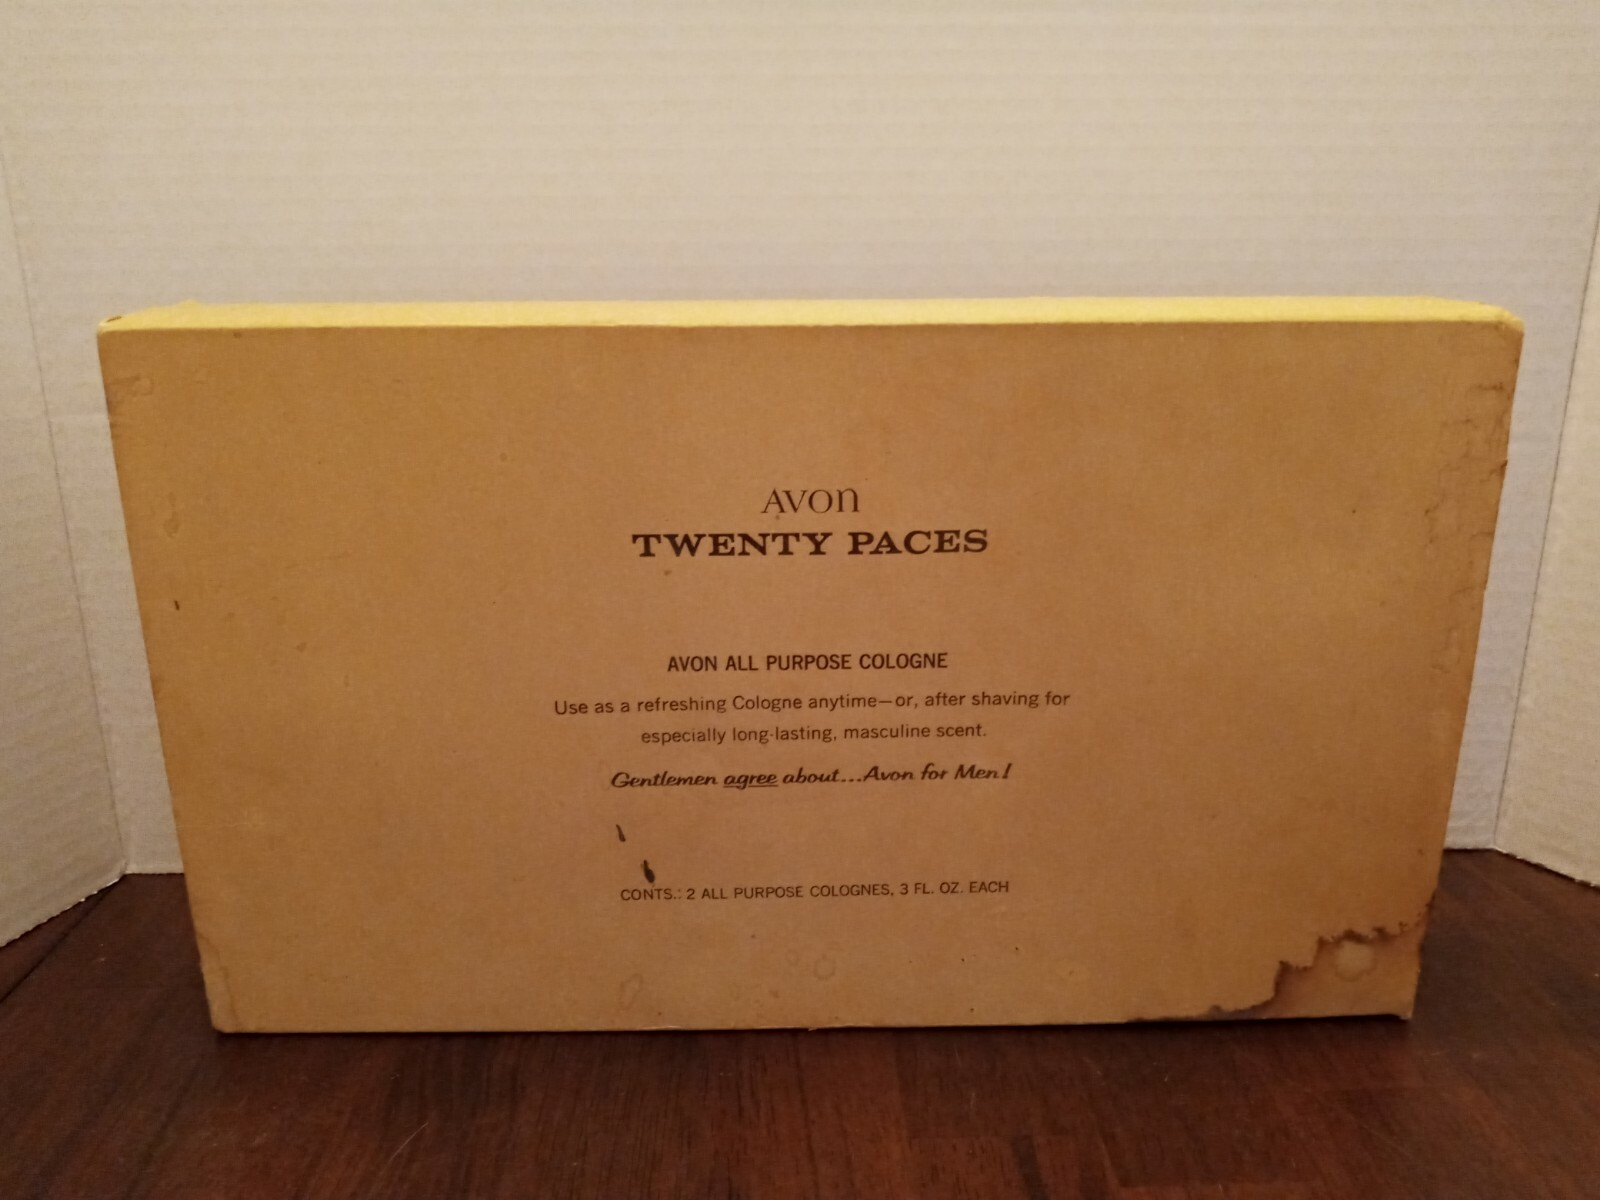 Avon
TWENTY PACES
AVON ALL PURPOSE COLOGNE
Use as a refreshing Cologne anytime—or, after shaving for
especially long-lasting, masculine scent.
Gentlemen agree about...Avon for Men!
CONTS.: 2 ALL PURPOSE COLOGNES, 3 FL. OZ. EACH